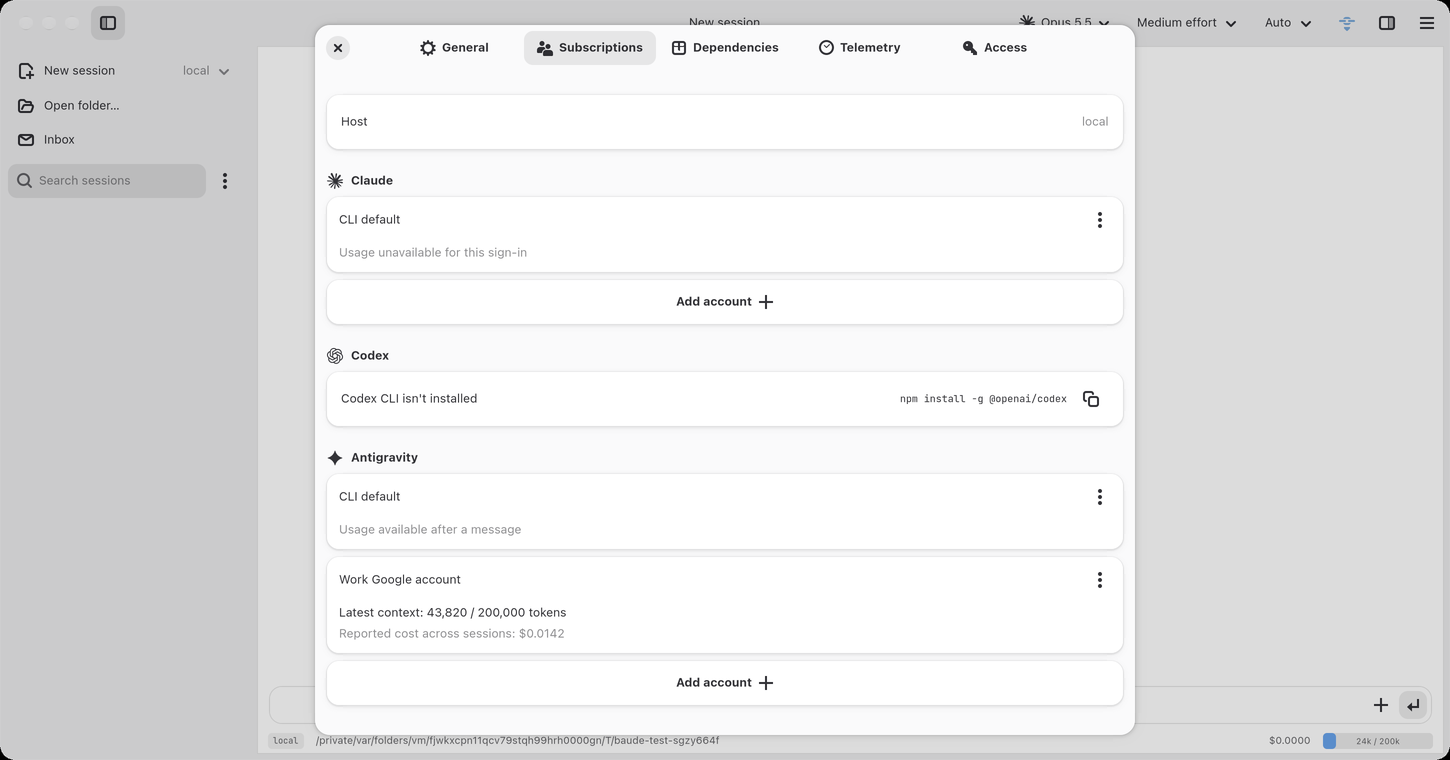 New session
Opus 5.5
Medium effort
Auto
New session
local
Open folder...
Inbox
Search sessions
General
Subscriptions
Dependencies
Telemetry
Access
Host
local
Claude
CLI default
Usage unavailable for this sign-in
Add account
Codex
Codex CLI isn't installed
npm install -g @openai/codex
Antigravity
CLI default
Usage available after a message
Work Google account
Latest context: 43,820 / 200,000 tokens
Reported cost across sessions: $0.0142
Add account
local
/private/var/folders/vm/fjwkxcpn11qcv79stqh99hrh0000gn/T/baude-test-sgzy664f
$0.0000
24k / 200k